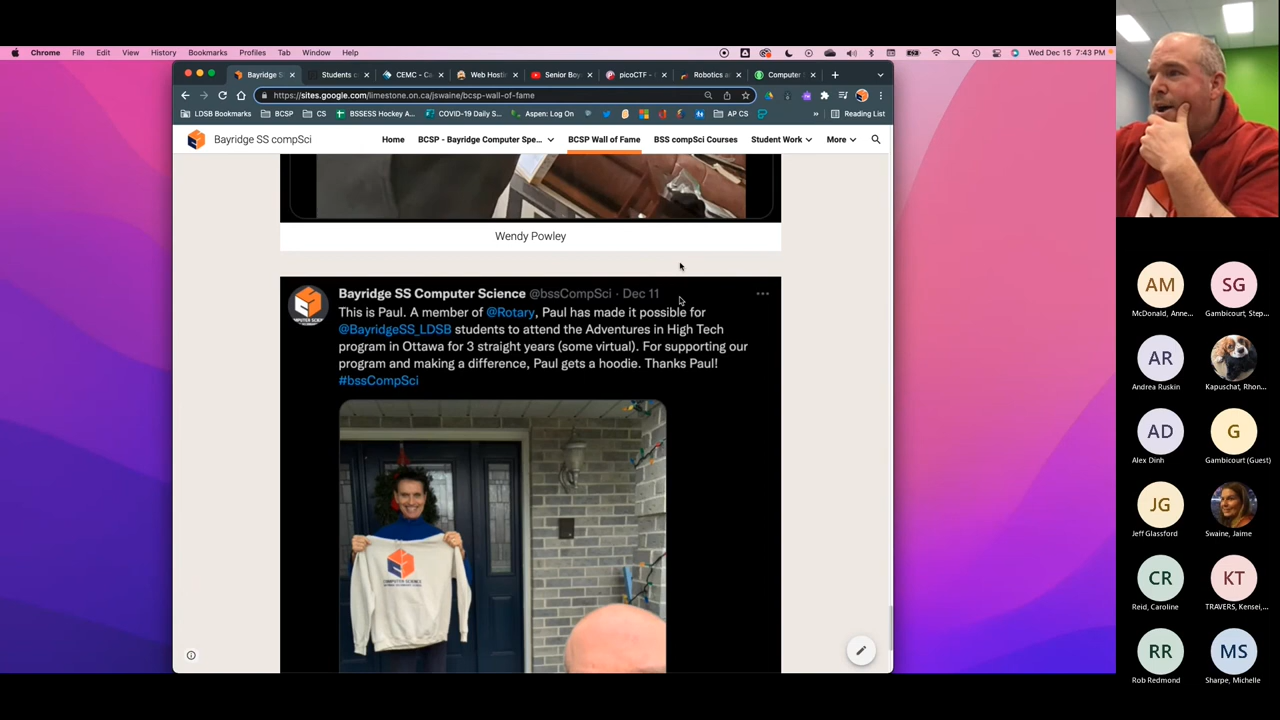 Chrome File Edit View History Bookmarks Profiles Tab Window Help Wed Dec 15 7:43 PM
Bayridge S Students c CEMC - Ca Web Hosti Senior Boy picoCTF - Robotics a Computer
https://sites.google.com/limestone.on.ca/jswaine/bcsp-wall-of-fame
LDSB Bookmarks BCSP CS BSSESS Hockey A... COVID-19 Daily S... Aspen: Log On AP CS » Reading List
Bayridge SS compSci Home BCSP - Bayridge Computer Spe... BCSP Wall of Fame BSS compSci Courses Student Work More
Wendy Powley
Bayridge SS Computer Science @bssCompSci · Dec 11
This is Paul. A member of @Rotary, Paul has made it possible for
@BayridgeSS_LDSB students to attend the Adventures in High Tech
program in Ottawa for 3 straight years (some virtual). For supporting our
program and making a difference, Paul gets a hoodie. Thanks Paul!
#bssCompSci
COMPUTER SCIENCE
AM SG
McDonald, Anne... Gambicourt, Step...
AR
Andrea Ruskin Kapuschat, Rhon...
AD G
Alex Dinh Gambicourt (Guest)
JG
Jeff Glassford Swaine, Jaime
CR KT
Reid, Caroline TRAVERS, Kensei,...
RR MS
Rob Redmond Sharpe, Michelle